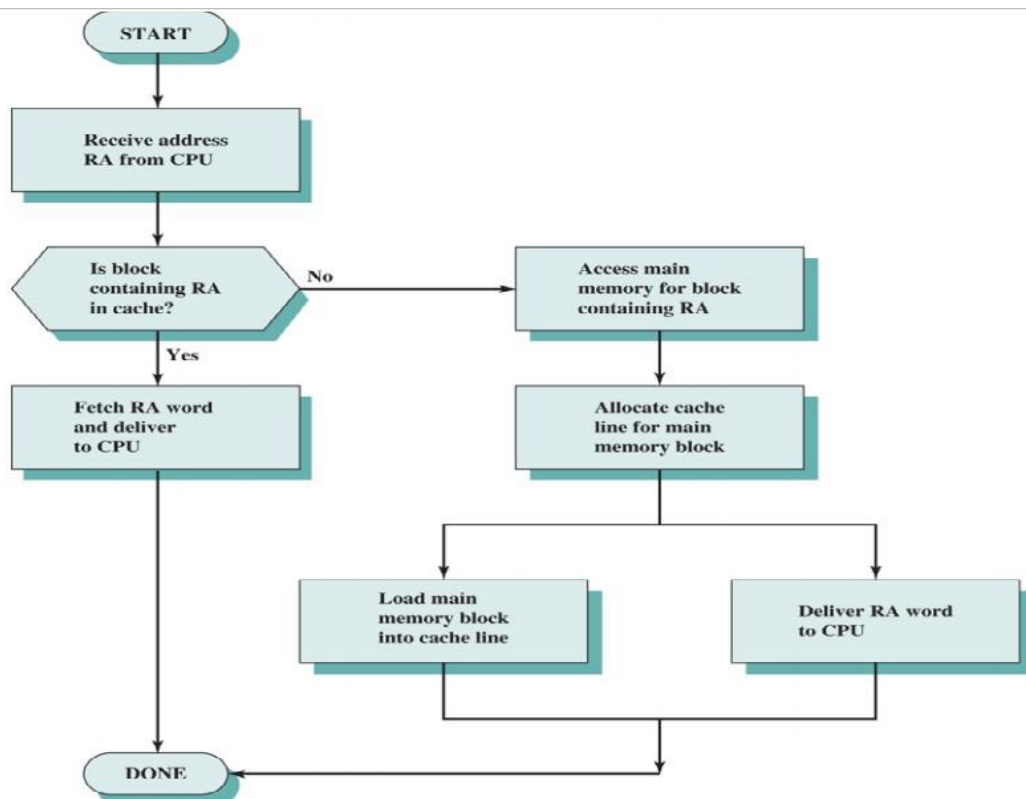 START
Receive address
RA from CPU
Is block
containing RA
in cache?
No
Access main
memory for block
containing RA
Yes
Fetch RA word
and deliver
to CPU
Allocate cache
line for main
memory block
Load main
memory block
into cache line
Deliver RA word
to CPU
DONE